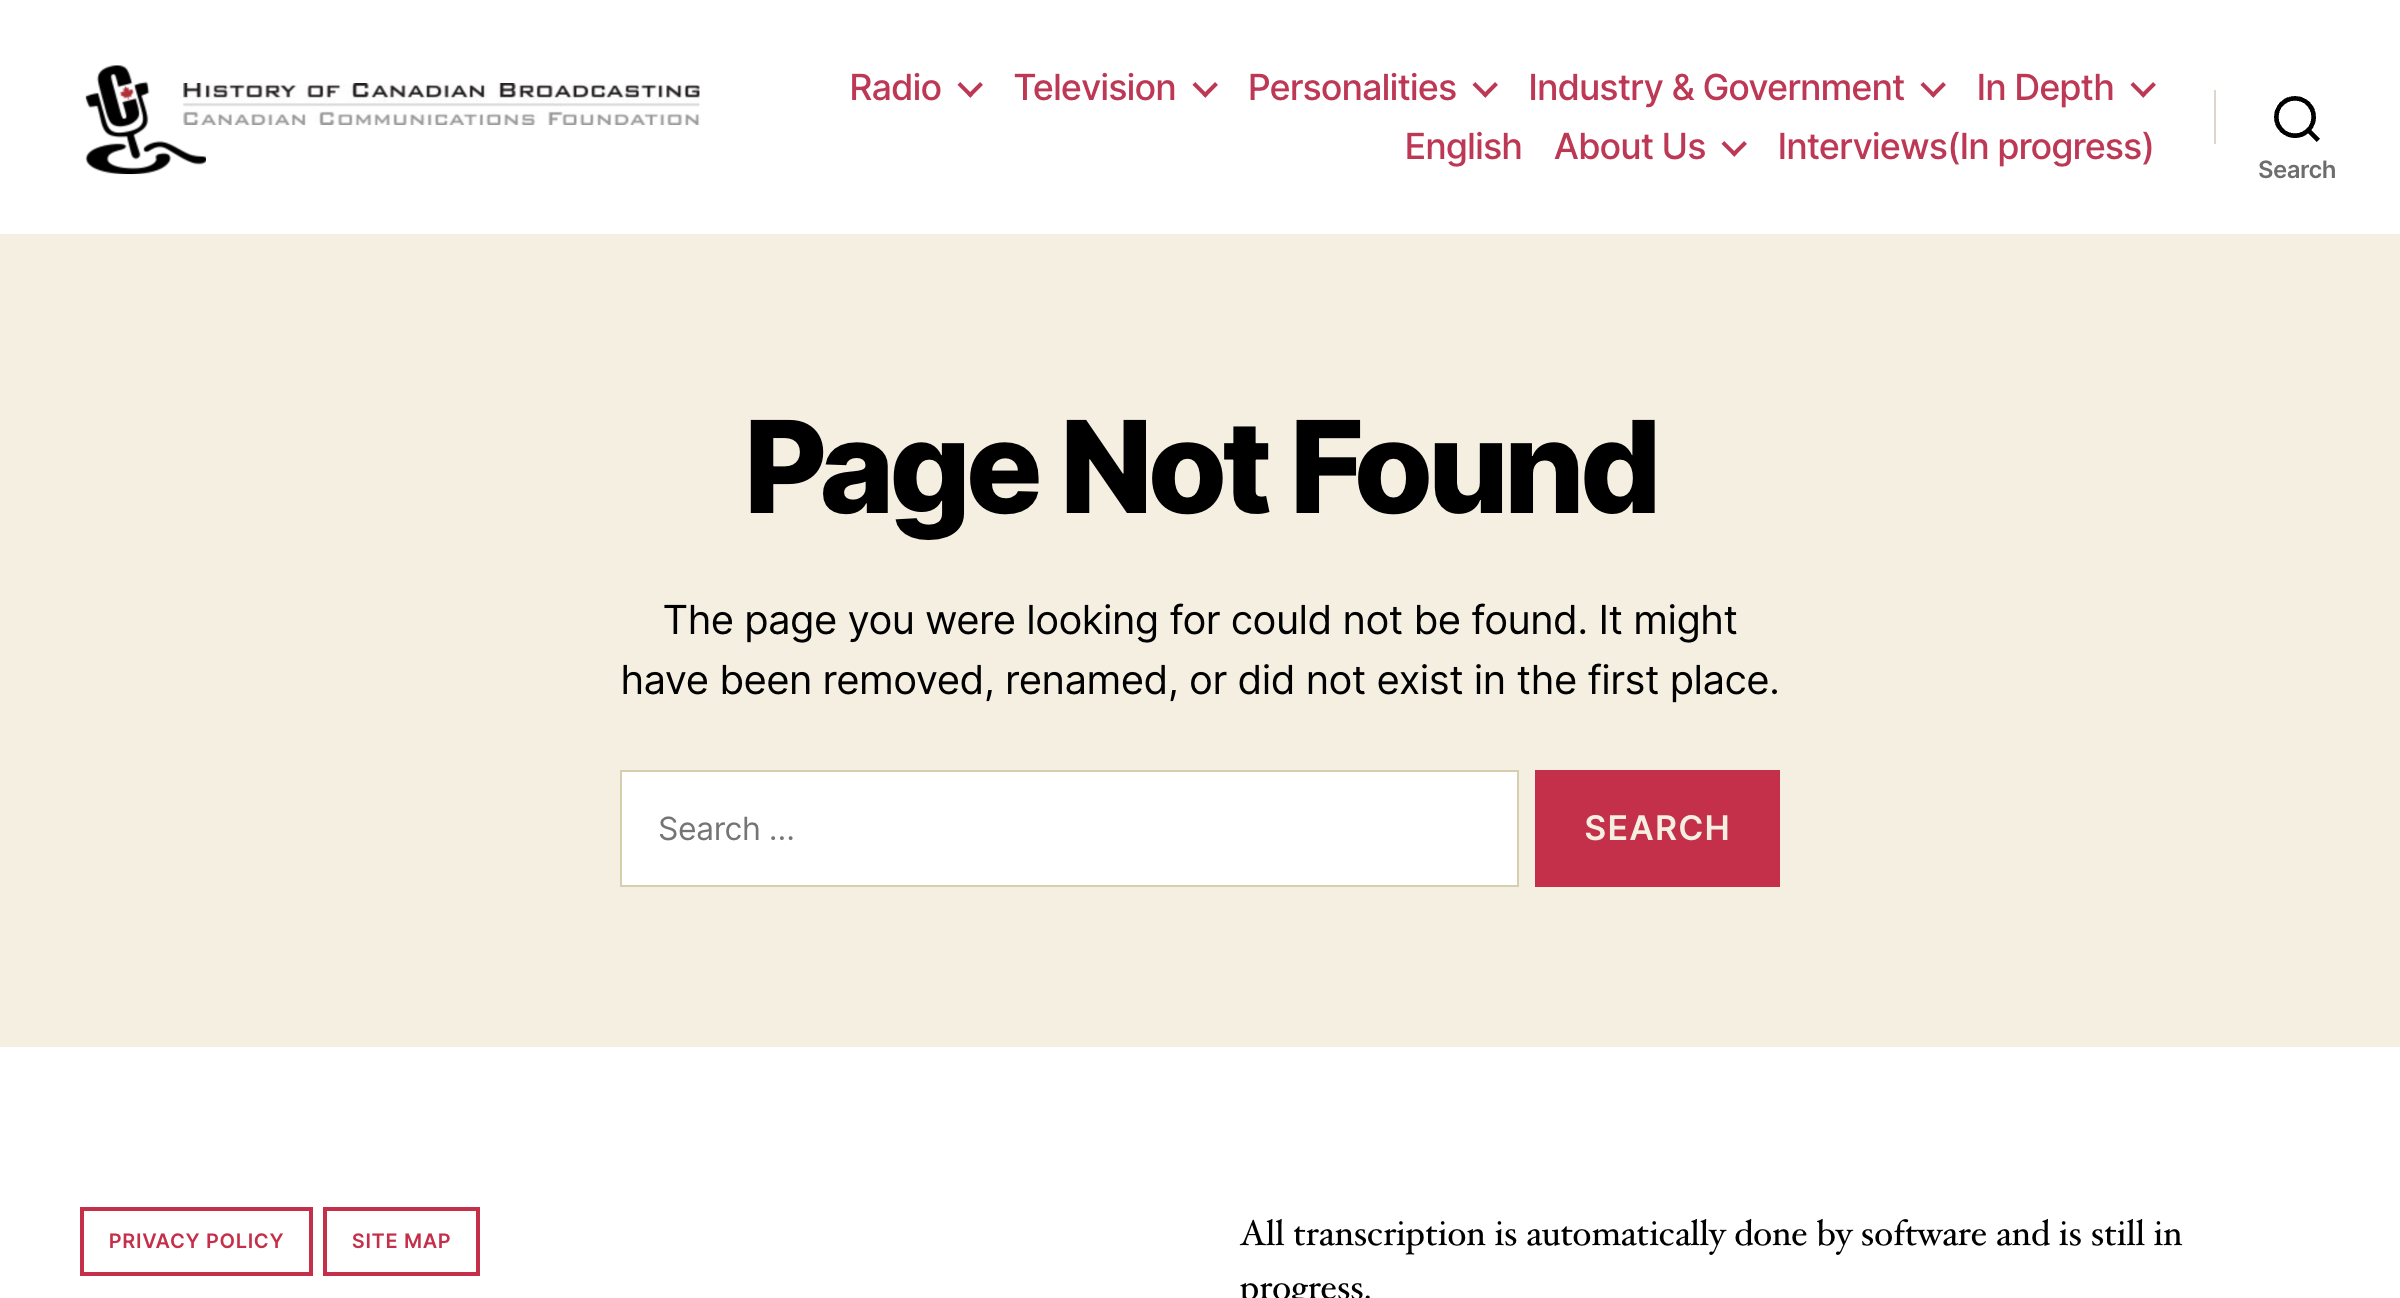 History of Canadian Broadcasting
Canadian Communications Foundation
Radio Television Personalities Industry & Government In Depth
English About Us Interviews(In progress)
Search
Page Not Found
The page you were looking for could not be found. It might
have been removed, renamed, or did not exist in the first place.
Search …
SEARCH
PRIVACY POLICY SITE MAP
All transcription is automatically done by software and is still in
progress.